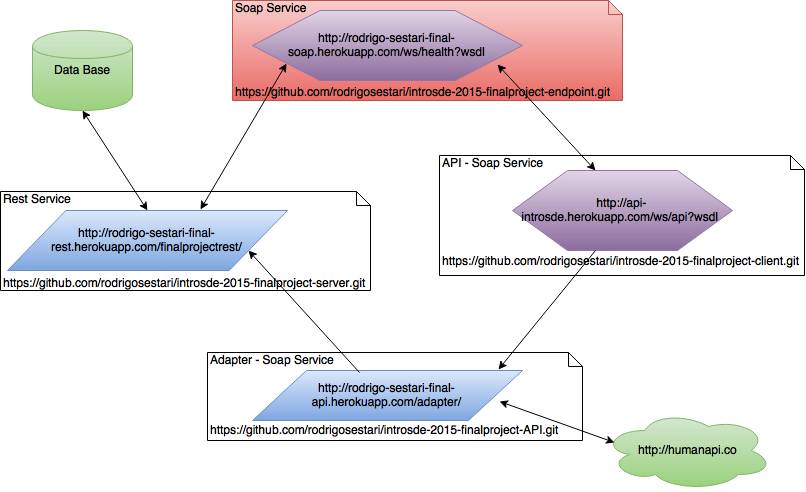 Soap Service
http://rodrigo-sestari-final-
soap.herokuapp.com/ws/health?wsdl
https://github.com/rodrigosestari/introsde-2015-finalproject-endpoint.git
Data Base
API - Soap Service
http://api-
introsde.herokuapp.com/ws/api?wsdl
https://github.com/rodrigosestari/introsde-2015-finalproject-client.git
Rest Service
http://rodrigo-sestari-final-
rest.herokuapp.com/finalprojectrest/
https://github.com/rodrigosestari/introsde-2015-finalproject-server.git
Adapter - Soap Service
http://rodrigo-sestari-final-
api.herokuapp.com/adapter/
https://github.com/rodrigosestari/introsde-2015-finalproject-API.git
http://humanapi.co